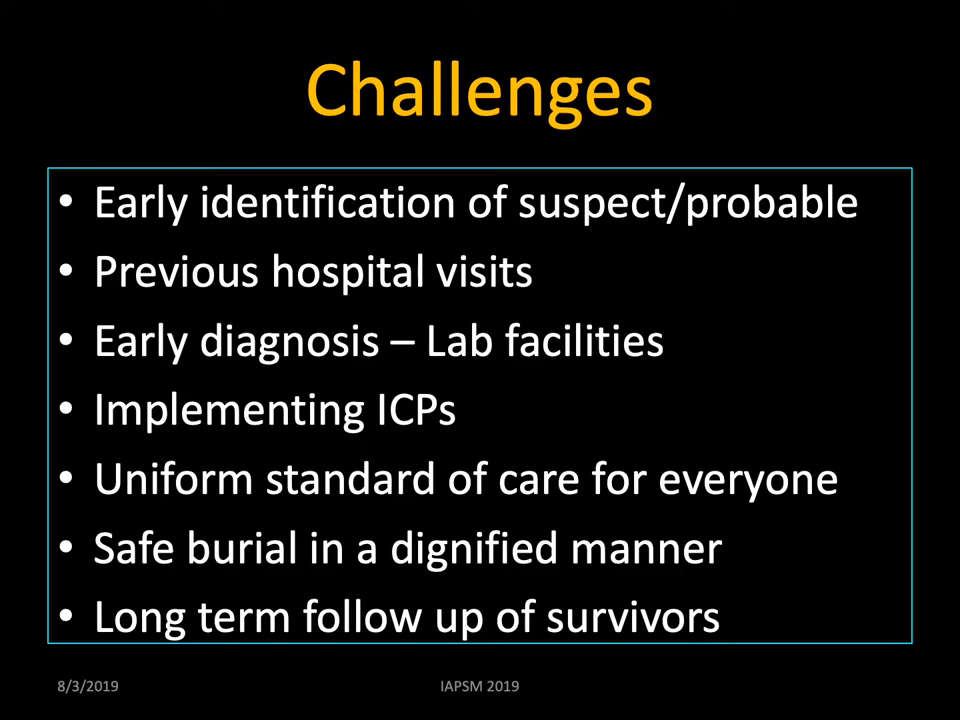 Challenges
• Early identification of suspect/probable
• Previous hospital visits
• Early diagnosis – Lab facilities
• Implementing ICPs
• Uniform standard of care for everyone
• Safe burial in a dignified manner
• Long term follow up of survivors
8/3/2019 IAPSM 2019